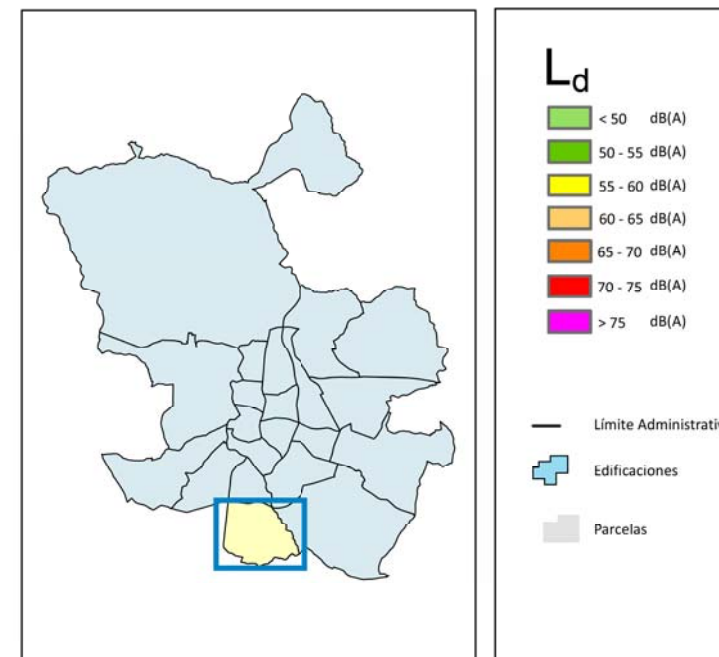 Ld
< 50 dB(A)
50 - 55 dB(A)
55 - 60 dB(A)
60 - 65 dB(A)
65 - 70 dB(A)
70 - 75 dB(A)
> 75 dB(A)
Límite Administrativ
Edificaciones
Parcelas